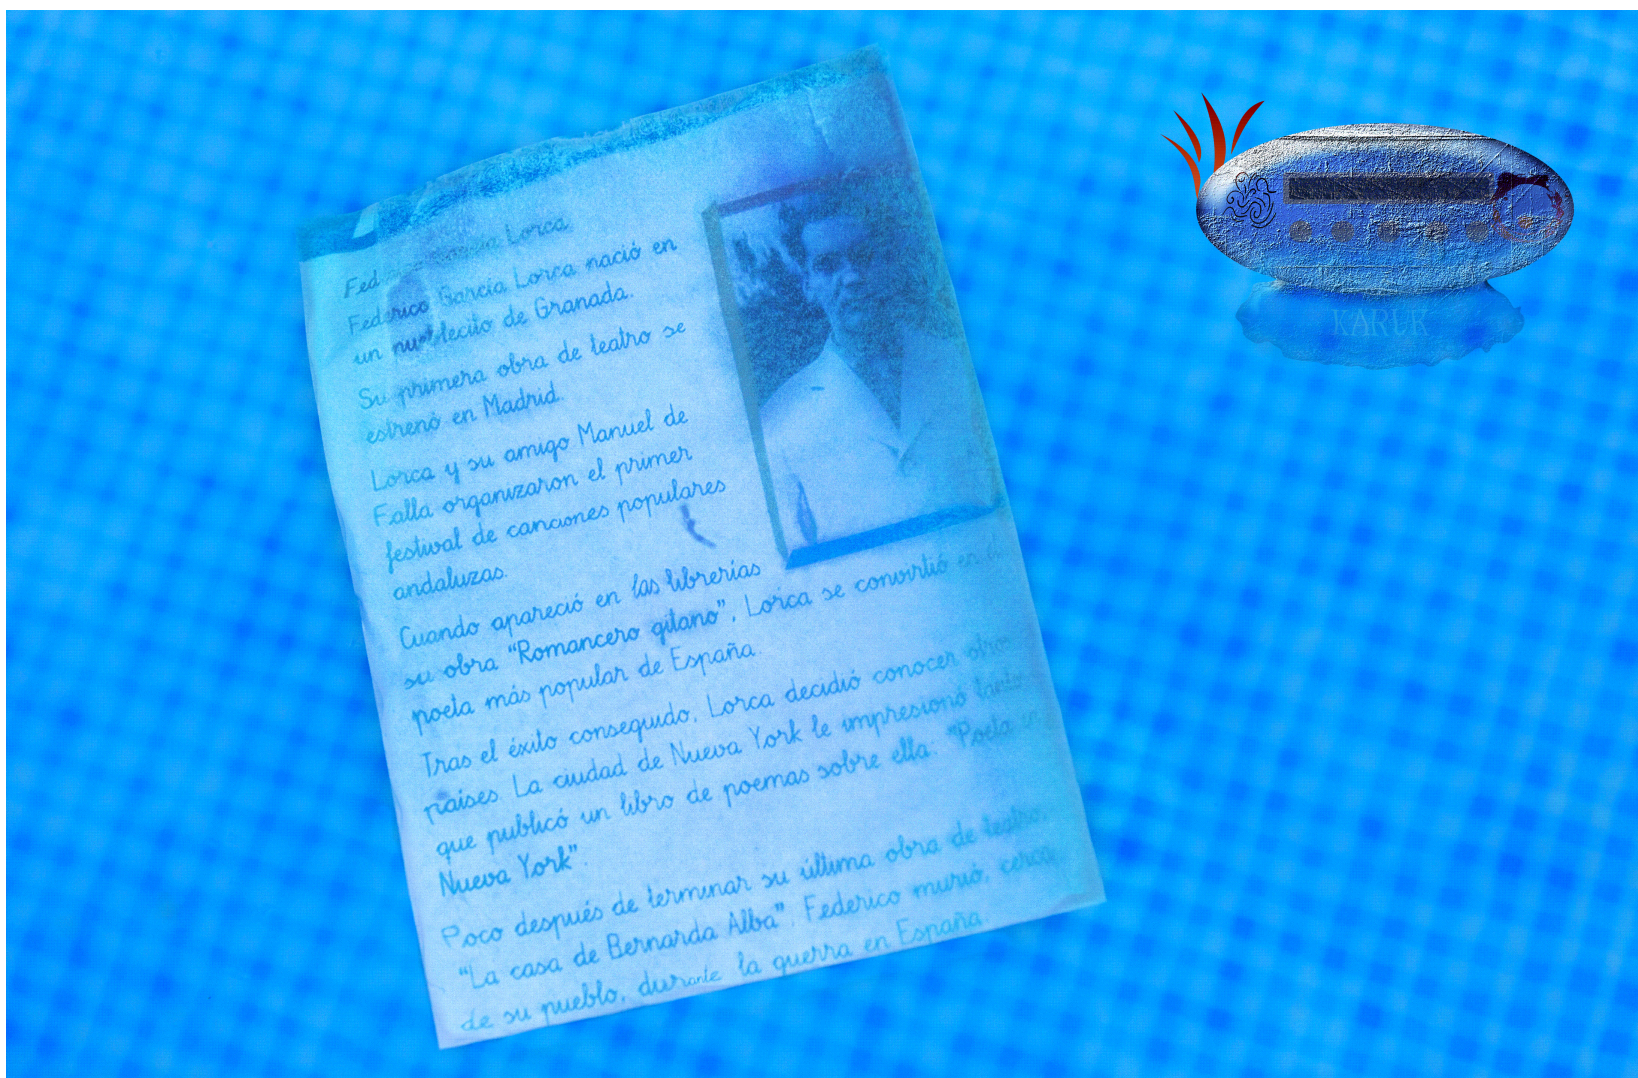 Federico García Lorca
Federico García Lorca nació en
un pueblecito de Granada.
Su primera obra de teatro se
estrenó en Madrid.
Lorca y su amigo Manuel de
Falla organizaron el primer
festival de canciones populares
andaluzas.
Cuando apareció en las librerías
su obra “Romancero gitano”, Lorca se convirtió en el
poeta más popular de España.
Tras el éxito conseguido, Lorca decidió conocer otros
países. La ciudad de Nueva York le impresionó tanto
que publicó un libro de poemas sobre ella: “Poeta en
Nueva York”.
Poco después de terminar su última obra de teatro,
“La casa de Bernarda Alba”, Federico murió, cerca
de su pueblo, durante la guerra en España
KARUK